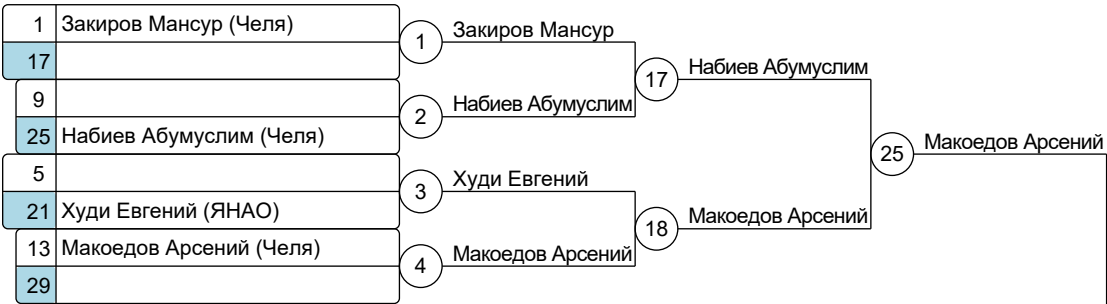 1 Закиров Мансур (Челя)
17
9
25 Набиев Абумуслим (Челя)
5
21 Худи Евгений (ЯНАО)
13 Макоедов Арсений (Челя)
29
1 Закиров Мансур
2 Набиев Абумуслим
3 Худи Евгений
4 Макоедов Арсений
17 Набиев Абумуслим
18 Макоедов Арсений
25 Макоедов Арсений